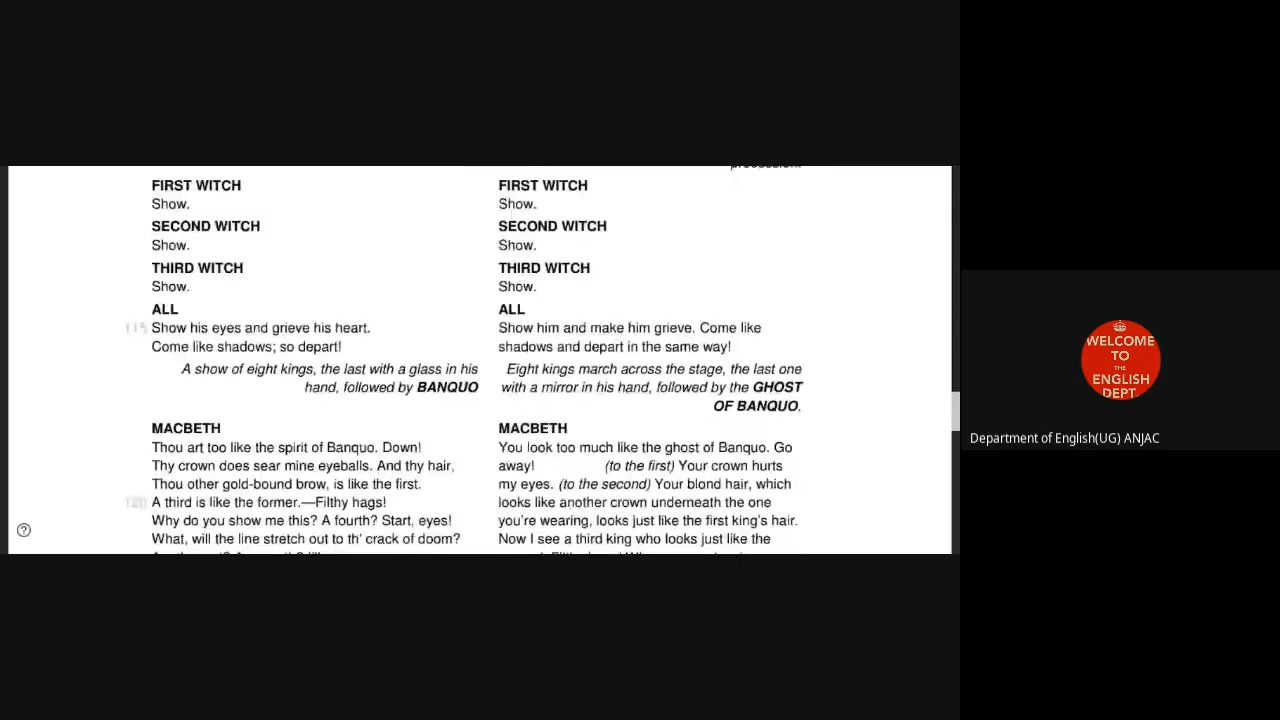 FIRST WITCH
Show.
SECOND WITCH
Show.
THIRD WITCH
Show.
ALL
Show his eyes and grieve his heart.
Come like shadows; so depart!
A show of eight kings, the last with a glass in his
hand, followed by BANQUO
MACBETH
Thou art too like the spirit of Banquo. Down!
Thy crown does sear mine eyeballs. And thy hair,
Thou other gold-bound brow, is like the first.
A third is like the former.—Filthy hags!
Why do you show me this? A fourth? Start, eyes!
What, will the line stretch out to th' crack of doom?
FIRST WITCH
Show.
SECOND WITCH
Show.
THIRD WITCH
Show.
ALL
Show him and make him grieve. Come like
shadows and depart in the same way!
Eight kings march across the stage, the last one
with a mirror in his hand, followed by the GHOST
OF BANQUO.
MACBETH
You look too much like the ghost of Banquo. Go
away! (to the first) Your crown hurts
my eyes. (to the second) Your blond hair, which
looks like another crown underneath the one
you're wearing, looks just like the first king's hair.
Now I see a third king who looks just like the
WELCOME
TO
THE
ENGLISH
DEPT.
Department of English(UG) ANJAC